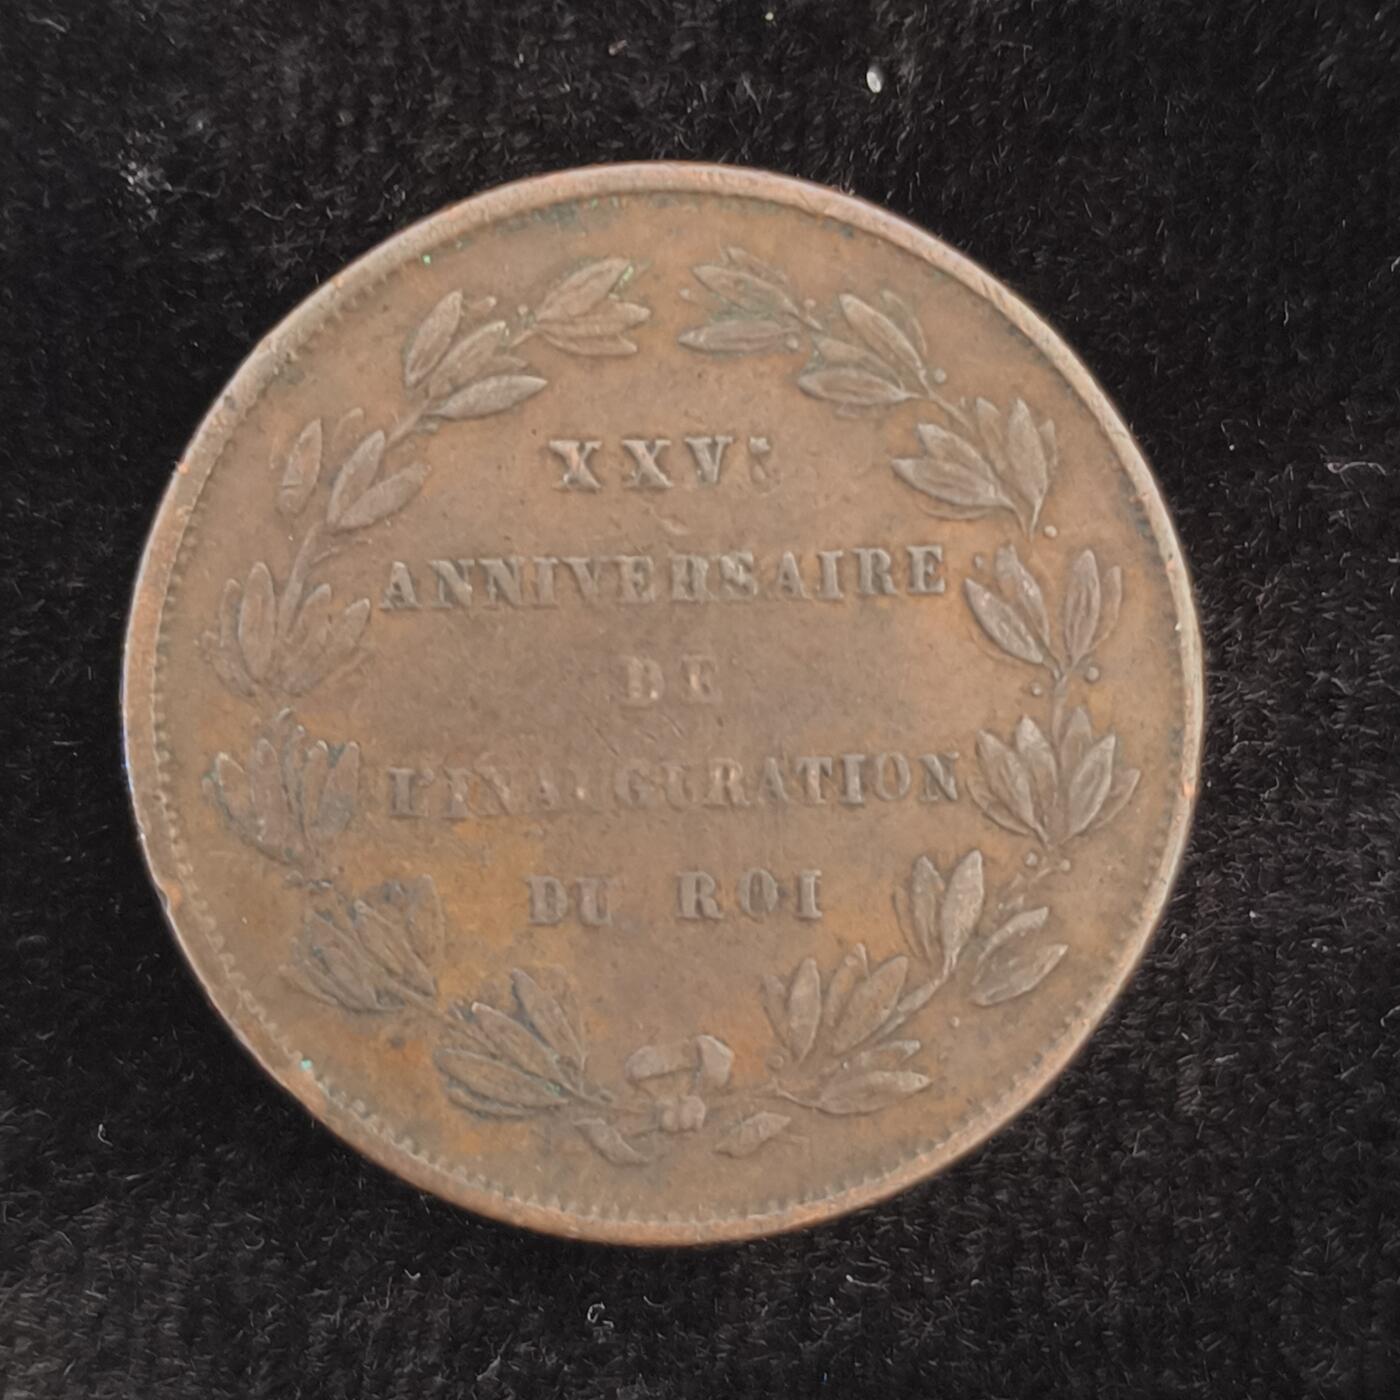 XXVE
ANNIVERSAIRE
DE
L'INAUGURATION
DU ROI